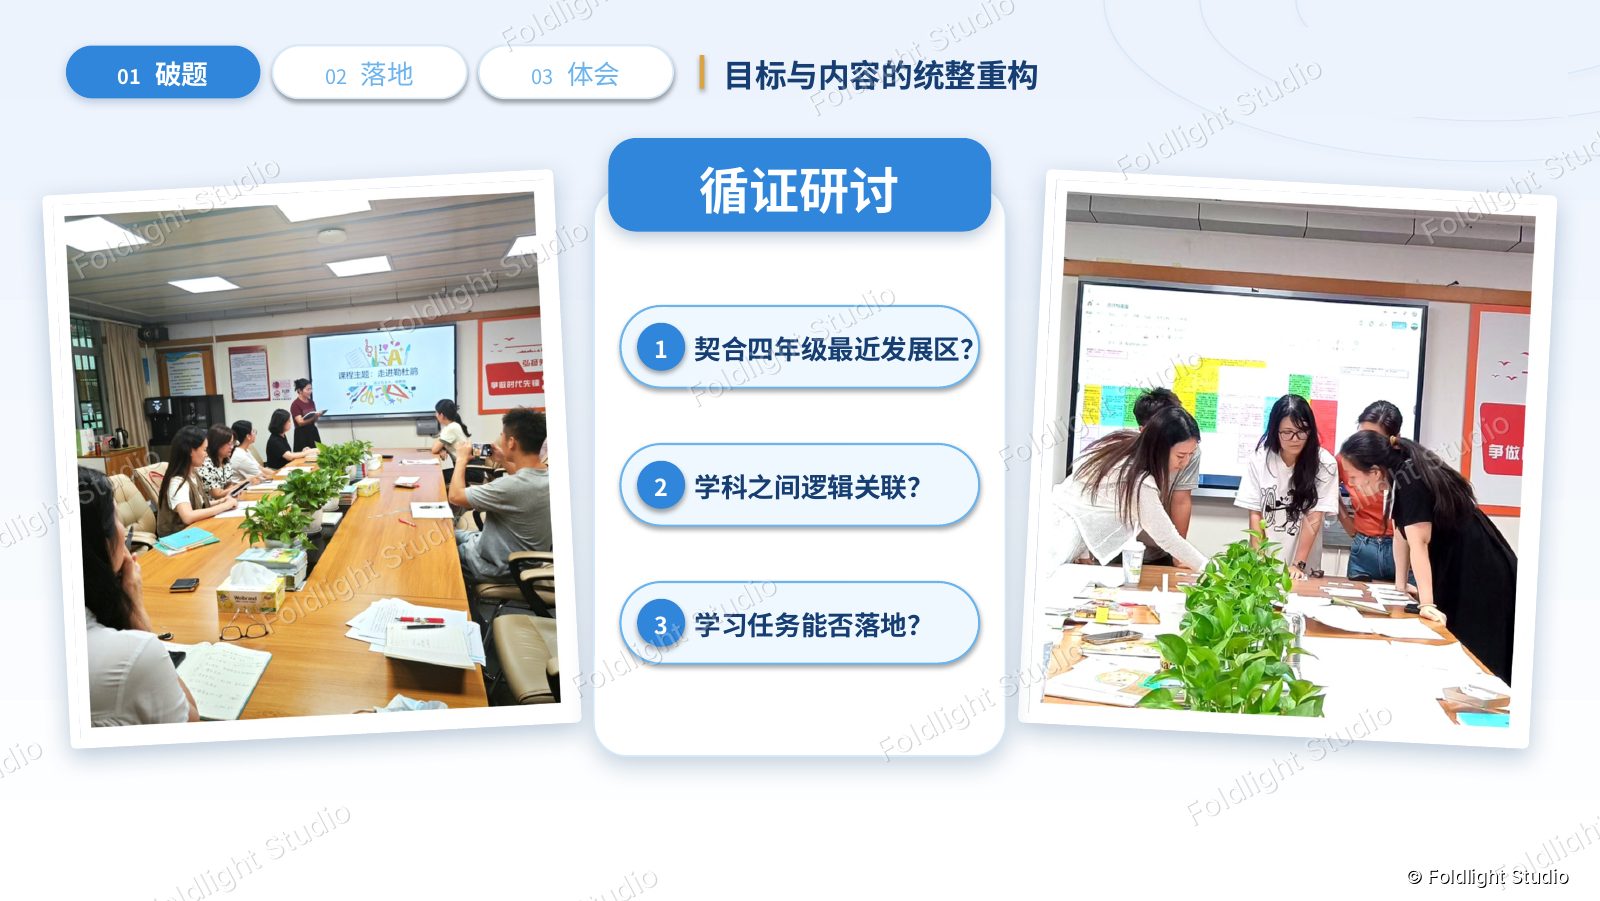 01 破题
02 落地
03 体会
目标与内容的统整重构
循证研讨
1 契合四年级最近发展区?
2 学科之间逻辑关联?
3 学习任务能否落地?
课程主题：走进勒杜鹃
争做时代先锋
争做
© Foldlight Studio